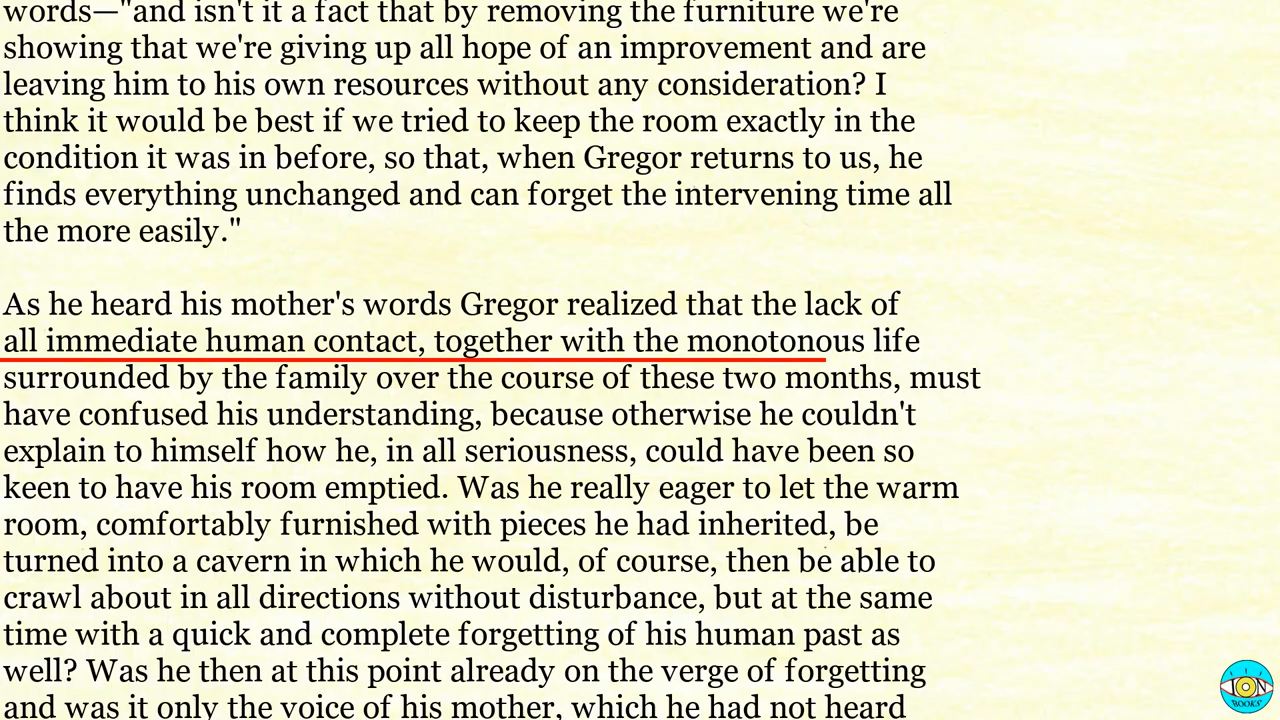 words—"and isn't it a fact that by removing the furniture we're
showing that we're giving up all hope of an improvement and are
leaving him to his own resources without any consideration? I
think it would be best if we tried to keep the room exactly in the
condition it was in before, so that, when Gregor returns to us, he
finds everything unchanged and can forget the intervening time all
the more easily."
As he heard his mother's words Gregor realized that the lack of
all immediate human contact, together with the monotonous life
surrounded by the family over the course of these two months, must
have confused his understanding, because otherwise he couldn't
explain to himself how he, in all seriousness, could have been so
keen to have his room emptied. Was he really eager to let the warm
room, comfortably furnished with pieces he had inherited, be
turned into a cavern in which he would, of course, then be able to
crawl about in all directions without disturbance, but at the same
time with a quick and complete forgetting of his human past as
well? Was he then at this point already on the verge of forgetting
and was it only the voice of his mother, which he had not heard
ION
BOOKS